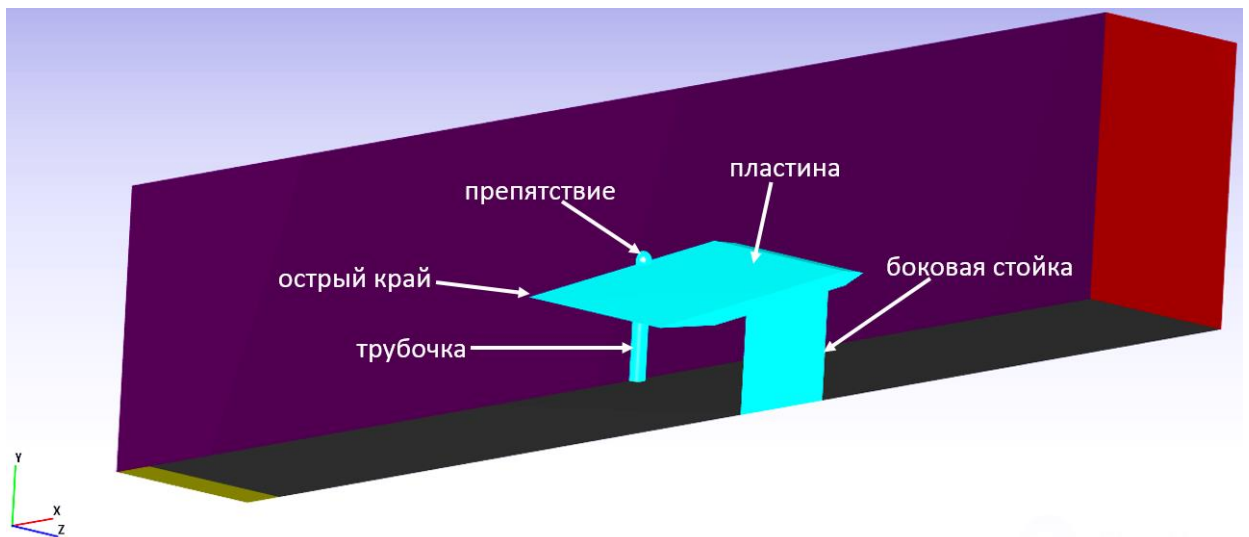 пластина
препятствие
боковая стойка
острый край
трубочка
Y
X
Z